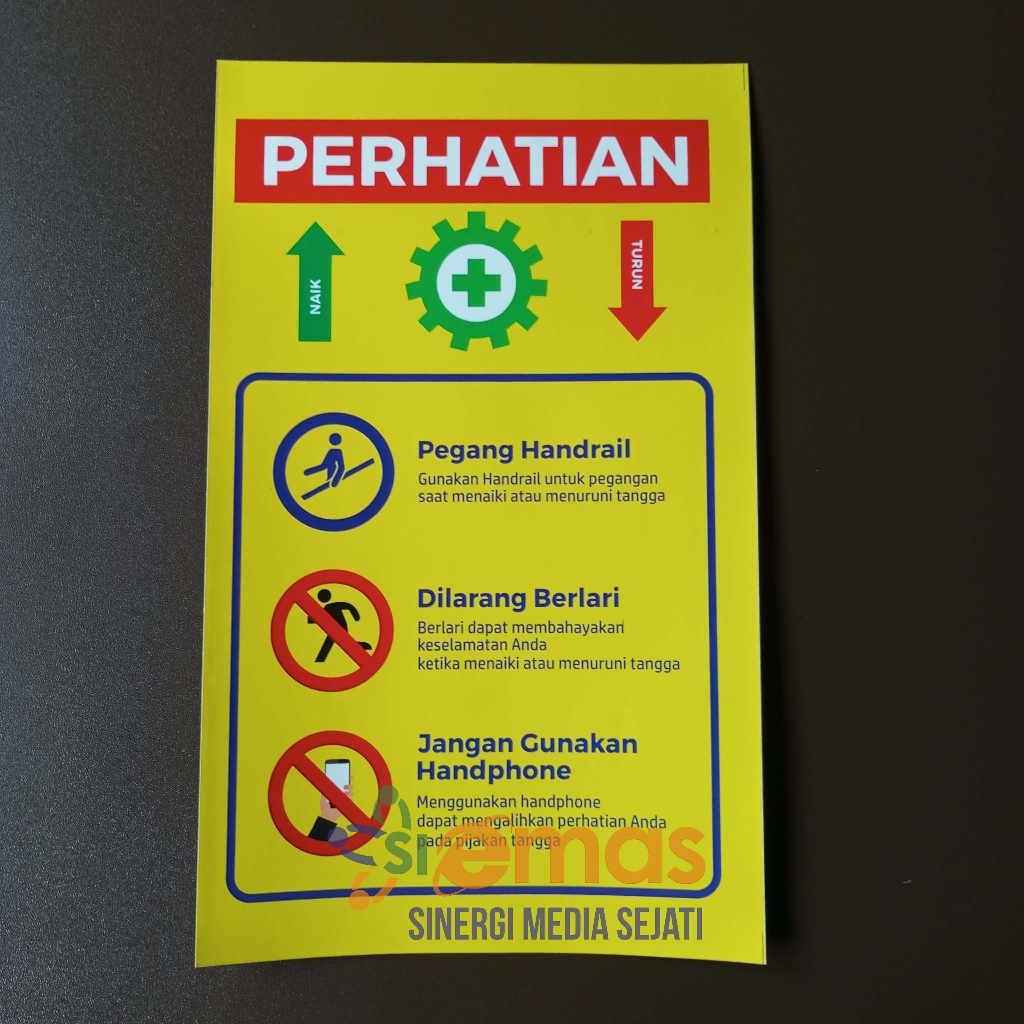 PERHATIAN
NAIK
TURUN
Pegang Handrail
Gunakan Handrail untuk pegangan
saat menaiki atau menuruni tangga
Dilarang Berlari
Berlari dapat membahayakan
keselamatan Anda
ketika menaiki atau menuruni tangga
Jangan Gunakan
Handphone
Menggunakan handphone
dapat mengalihkan perhatian Anda
pada pijakan tangga
siemas
SINERGI MEDIA SEJATI